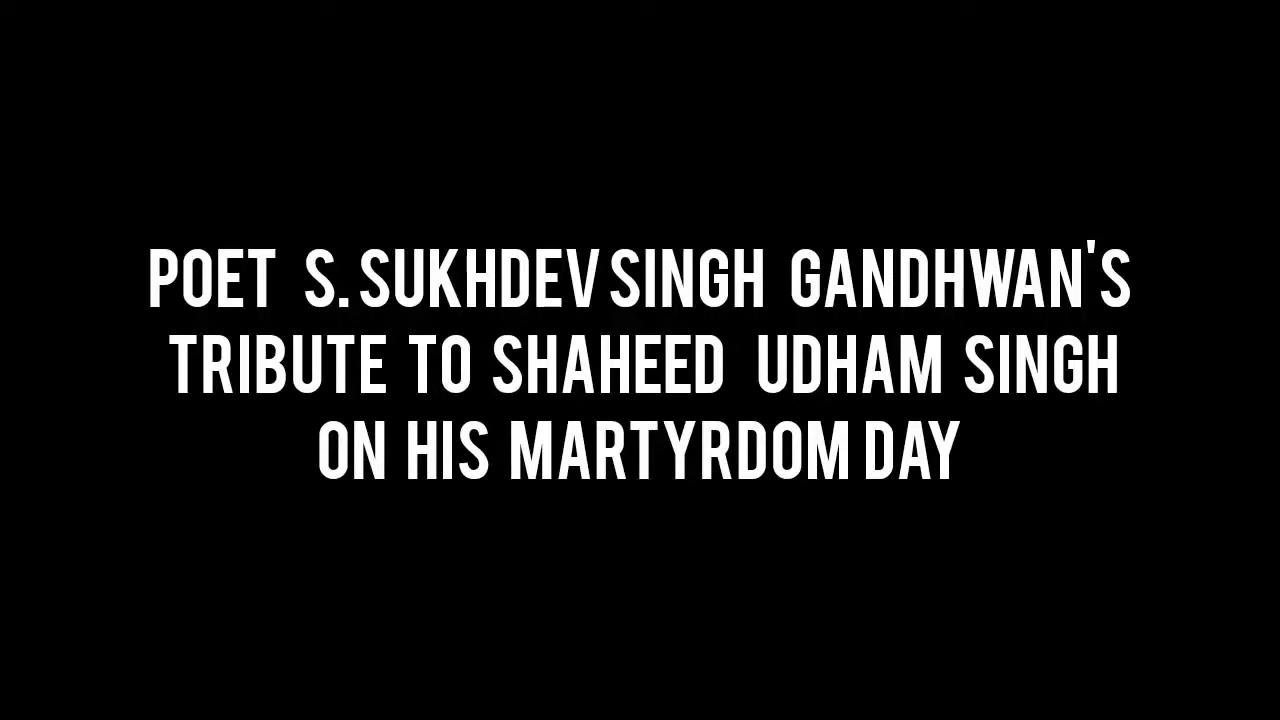 POET S. SUKHDEV SINGH GANDHWAN'S
TRIBUTE TO SHAHEED UDHAM SINGH
ON HIS MARTYRDOM DAY